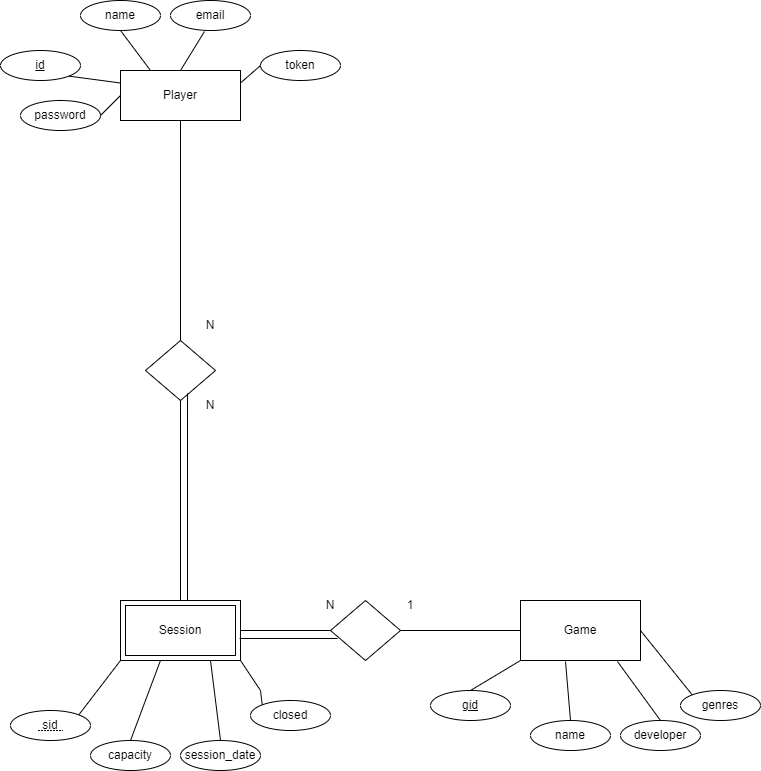 name
email
id
token
Player
password
N
N
N
1
Session
Game
sid
capacity
session_date
closed
gid
name
developer
genres